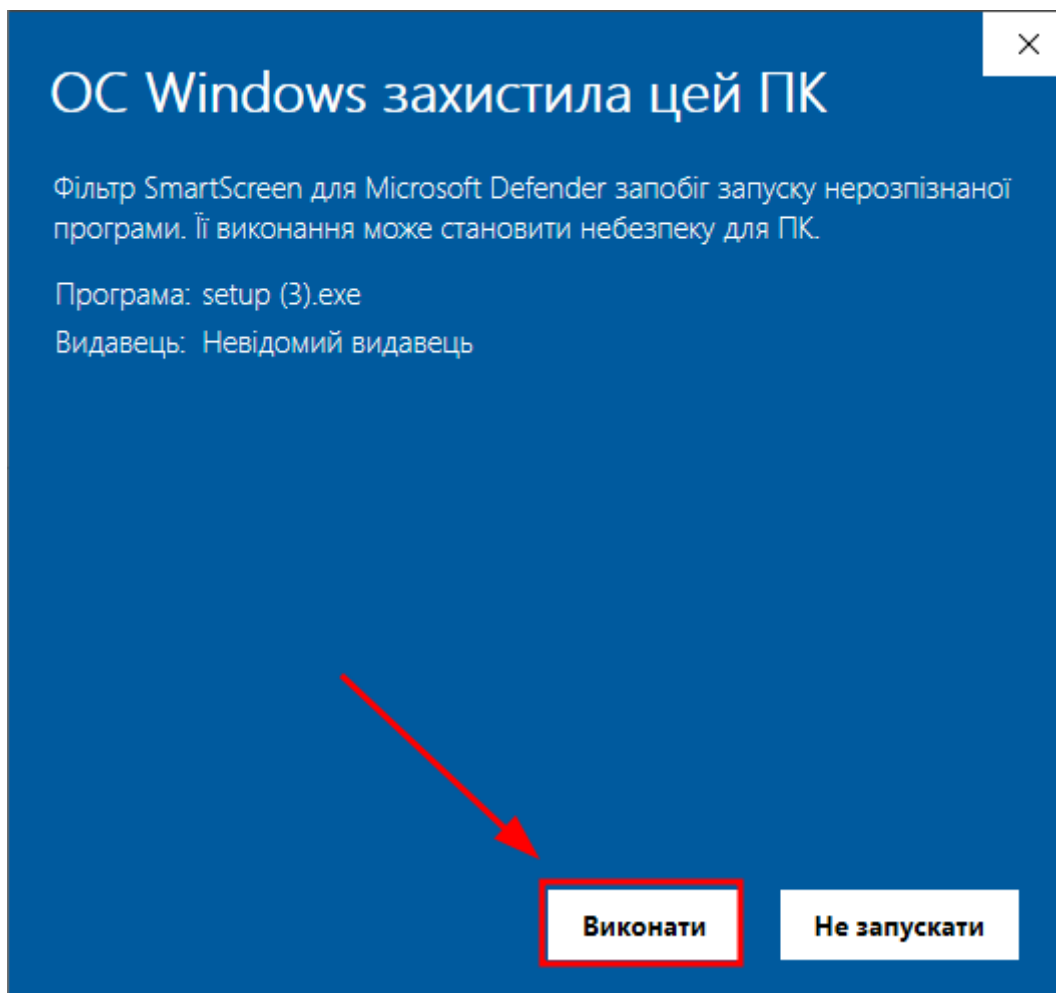 ОС Windows захистила цей ПК
Фільтр SmartScreen для Microsoft Defender запобіг запуску нерозпізнаної
програми. Її виконання може становити небезпеку для ПК.
Програма: setup (3).exe
Видавець: Невідомий видавець
Виконати
Не запускати